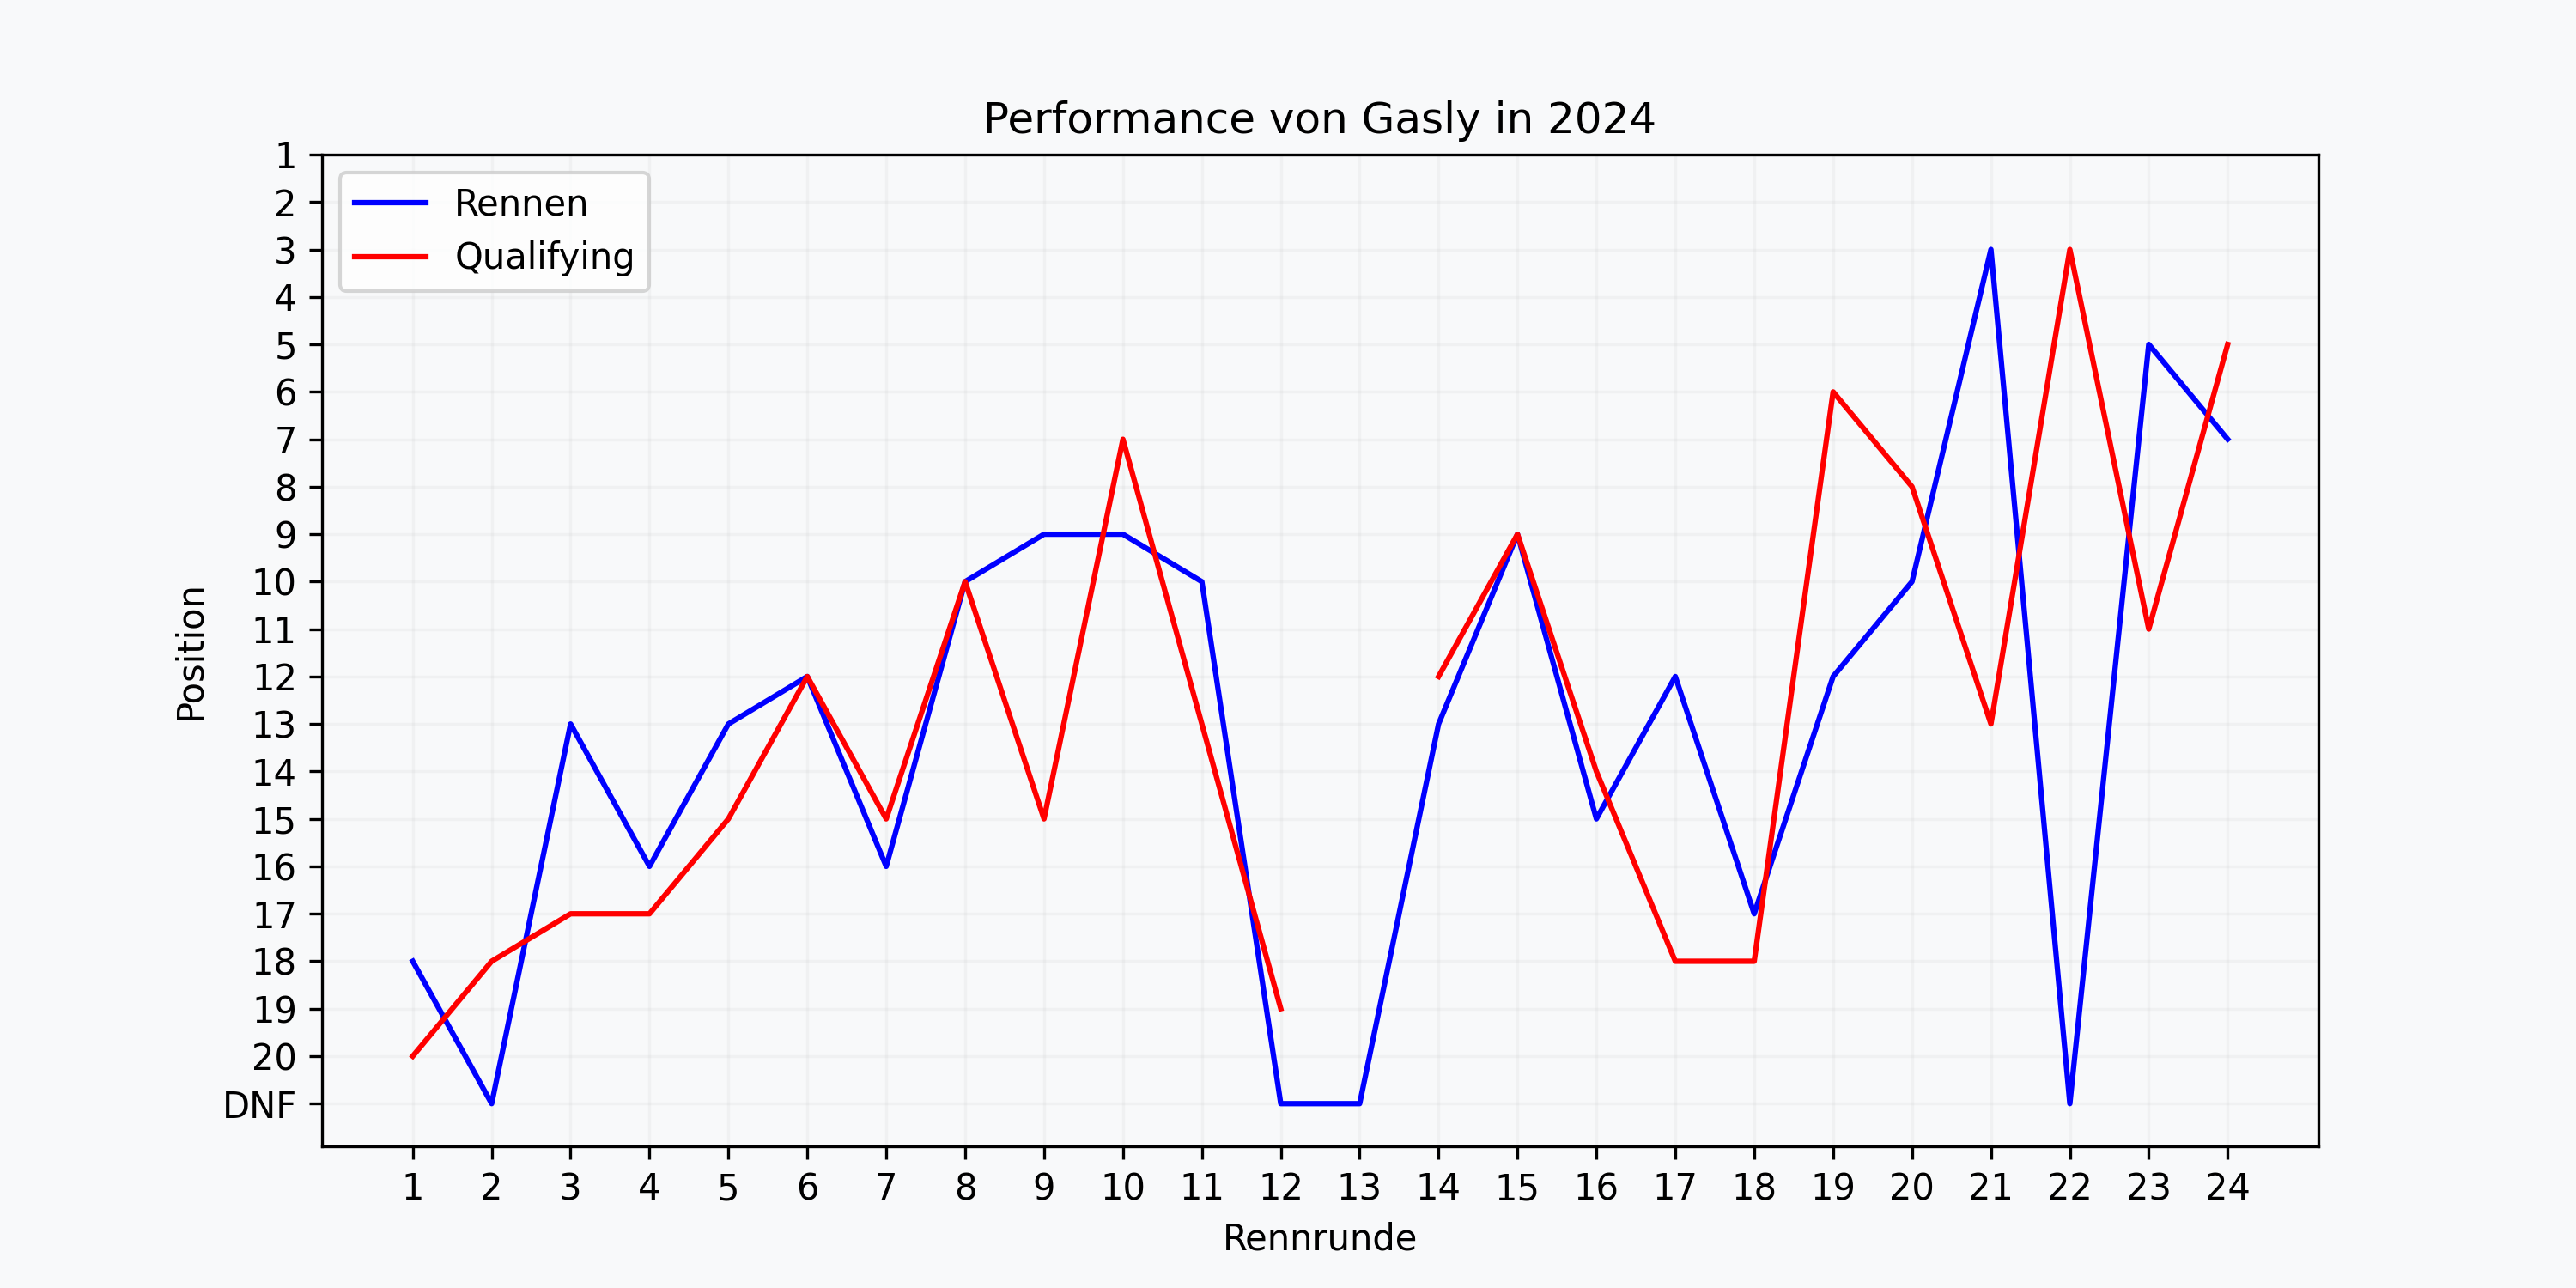 Performance von Gasly in 2024
Rennen
Qualifying
Position
1
2
3
4
5
6
7
8
9
10
11
12
13
14
15
16
17
18
19
20
DNF
1 2 3 4 5 6 7 8 9 10 11 12 13 14 15 16 17 18 19 20 21 22 23 24
Rennrunde